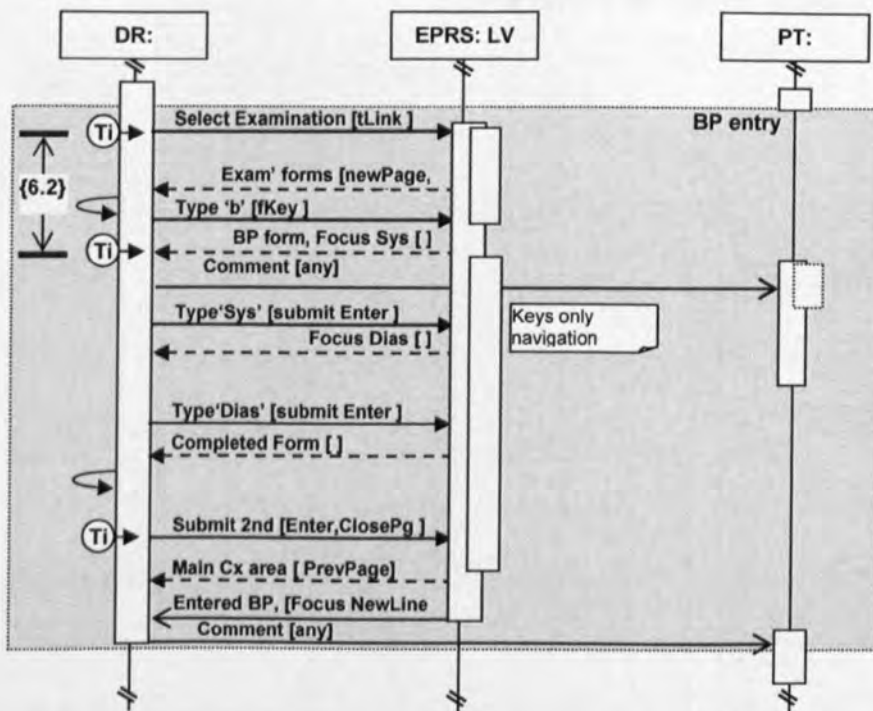 DR:
EPRS: LV
PT:
BP entry
Ti
Select Examination [tLink ]
Exam' forms [newPage,
{6.2}
Type 'b' [fKey ]
Ti
BP form, Focus Sys [ ]
Comment [any]
Type'Sys' [submit Enter ]
Keys only
navigation
Focus Dias [ ]
Type'Dias' [submit Enter ]
Completed Form [ ]
Ti
Submit 2nd [Enter,ClosePg ]
Main Cx area [ PrevPage]
Entered BP, [Focus NewLine
Comment [any]